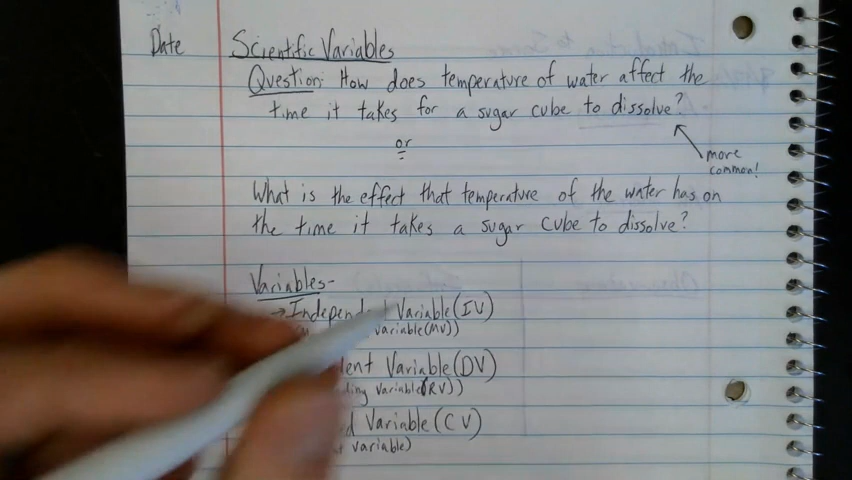 Date Scientific Variables
Question: How does temperature of water affect the
time it takes for a sugar cube to dissolve?
or
more
common!
What is the effect that temperature of the water has on
the time it takes a sugar cube to dissolve?
Variables-
→ Independent Variable (IV)
Variable (MV))
Variable (DV)
Variable (RV))
Variable (CV)
Variable)